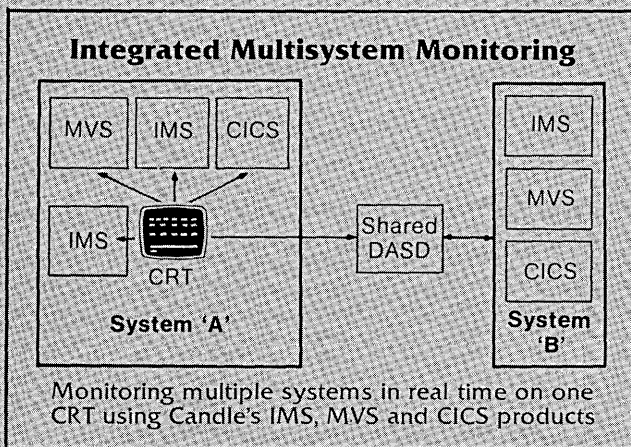 Integrated Multisystem Monitoring
MVS
IMS
CICS
IMS
CRT
System 'A'
Shared
DASD
IMS
MVS
CICS
System
'B'
Monitoring multiple systems in real time on one
CRT using Candle's IMS, MVS and CICS products